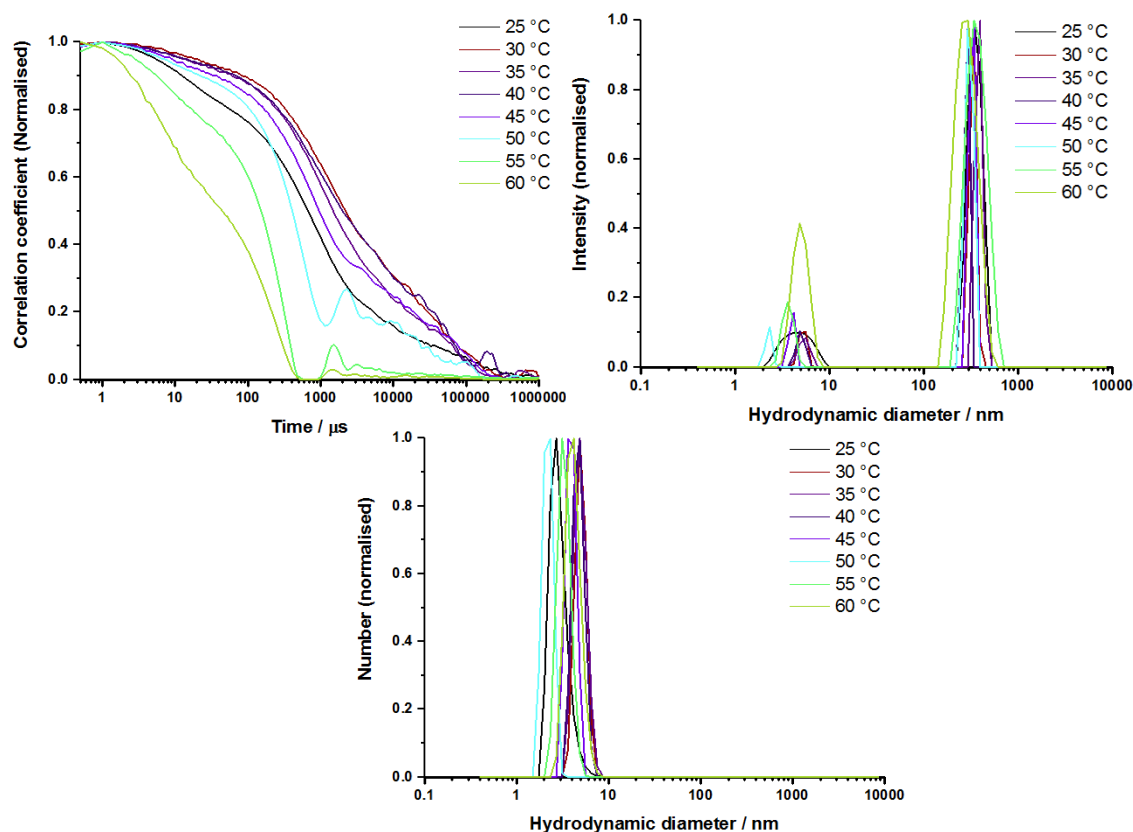 25 °C
30 °C
35 °C
40 °C
45 °C
50 °C
55 °C
60 °C
Correlation coefficient (Normalised)
1.0
0.8
0.6
0.4
0.2
0.0
1 10 100 1000 10000 100000 1000000
Time / μs
25 °C
30 °C
35 °C
40 °C
45 °C
50 °C
55 °C
60 °C
Intensity (normalised)
1.0
0.8
0.6
0.4
0.2
0.0
0.1 1 10 100 1000 10000
Hydrodynamic diameter / nm
25 °C
30 °C
35 °C
40 °C
45 °C
50 °C
55 °C
60 °C
Number (normalised)
1.0
0.8
0.6
0.4
0.2
0.0
0.1 1 10 100 1000 10000
Hydrodynamic diameter / nm